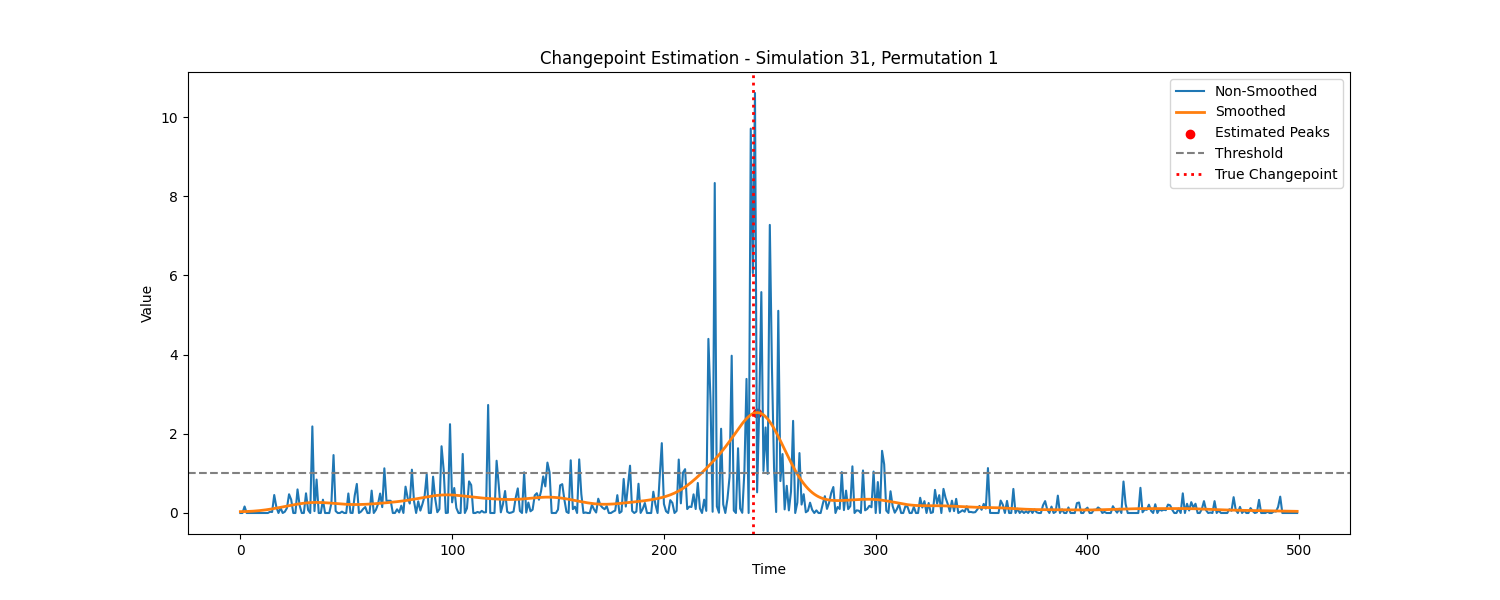 Changepoint Estimation - Simulation 31, Permutation 1
Non-Smoothed
Smoothed
Estimated Peaks
Threshold
True Changepoint
Value
10
8
6
4
2
0
0 100 200 300 400 500
Time